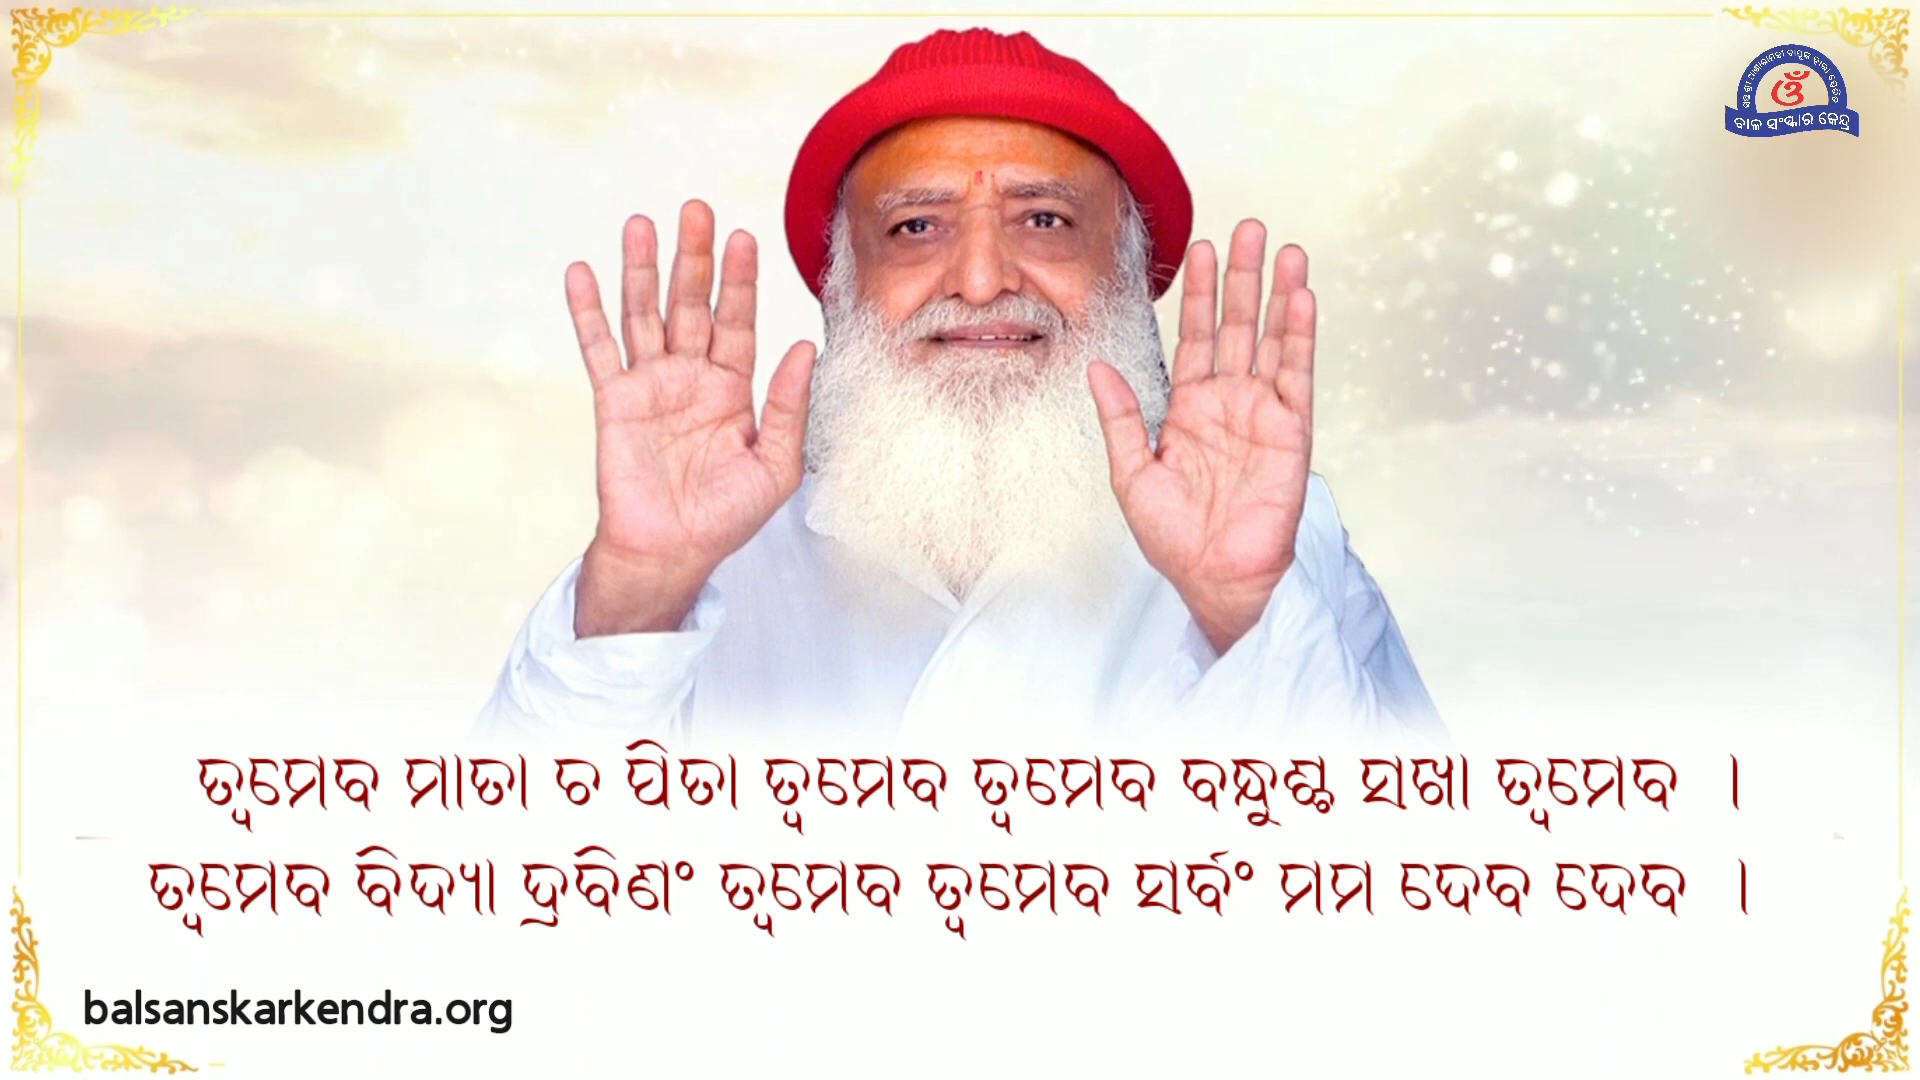 ବାଳ ସଂସ୍କାର କେନ୍ଦ୍ର
ତ୍ୱମେବ ମାତା ଚ ପିତା ତ୍ୱମେବ ତ୍ୱମେବ ବନ୍ଧୁଶ୍ଚ ସଖା ତ୍ୱମେବ ।
ତ୍ୱମେବ ବିଦ୍ୟା ଦ୍ରବିଣଂ ତ୍ୱମେବ ତ୍ୱମେବ ସର୍ବଂ ମମ ଦେବ ଦେବ ।
balsanskarkendra.org